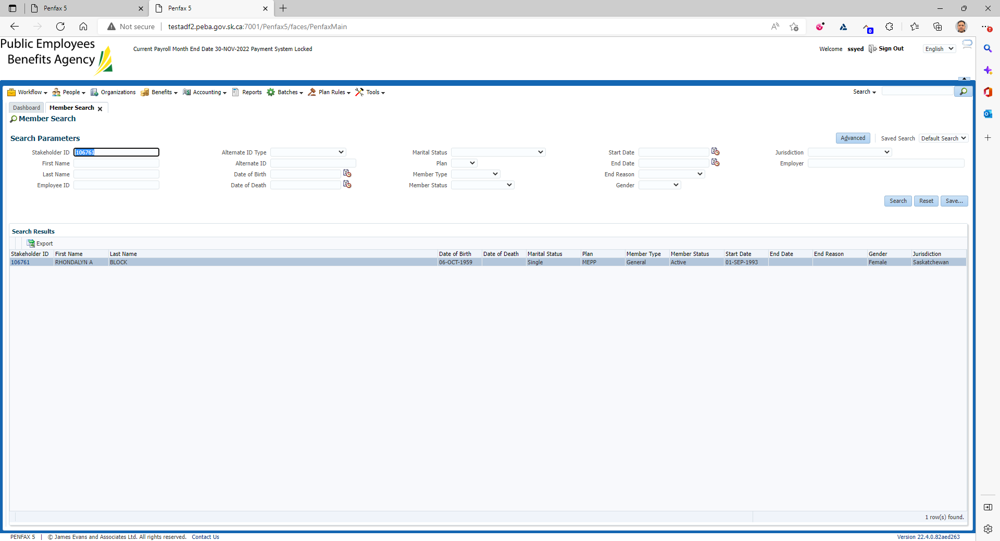 Penfax 5
Penfax 5
Not secure testadf2.peba.gov.sk.ca:7001/Penfax5/faces/PenfaxMain
0
Public Employees
Benefits Agency
Current Payroll Month End Date 30-NOV-2022 Payment System Locked
Welcome ssyed Sign Out English
Workflow People Organizations Benefits Accounting Reports Batches Plan Rules Tools Search
Dashboard Member Search
Member Search
Search Parameters Advanced Saved Search Default Search
Stakeholder ID 106761 Alternate ID Type Marital Status Start Date Jurisdiction
First Name Alternate ID Plan End Date Employer
Last Name Date of Birth Member Type End Reason
Employee ID Date of Death Member Status Gender
Search Reset Save...
Search Results
Export
Stakeholder ID First Name Last Name Date of Birth Date of Death Marital Status Plan Member Type Member Status Start Date End Date End Reason Gender Jurisdiction
106761 RHONDALYN A BLOCK 06-OCT-1959 Single MEPP General Active 01-SEP-1993 Female Saskatchewan
1 row(s) found.
PENFAX 5 | © James Evans and Associates Ltd. All rights reserved. Contact Us Version 22.4.0.82aed263